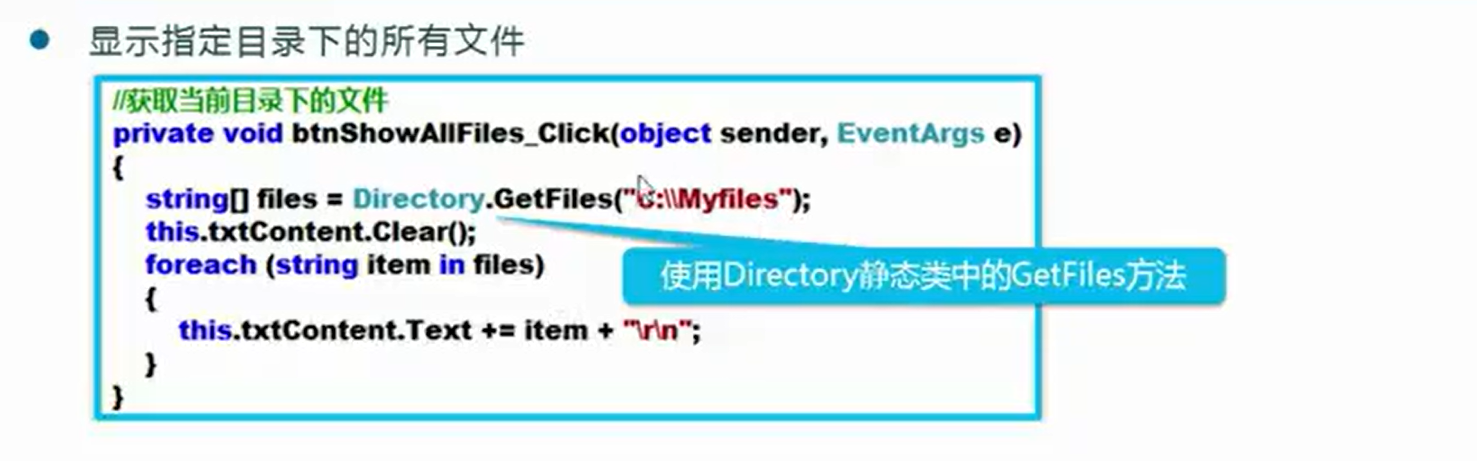 显示指定目录下的所有文件
//获取当前目录下的文件
private void btnShowAllFiles_Click(object sender, EventArgs e)
{
string[] files = Directory.GetFiles("C:\\Myfiles");
this.txtContent.Clear();
foreach (string item in files)
使用Directory静态类中的GetFiles方法
{
this.txtContent.Text += item + "\r\n";
}
}